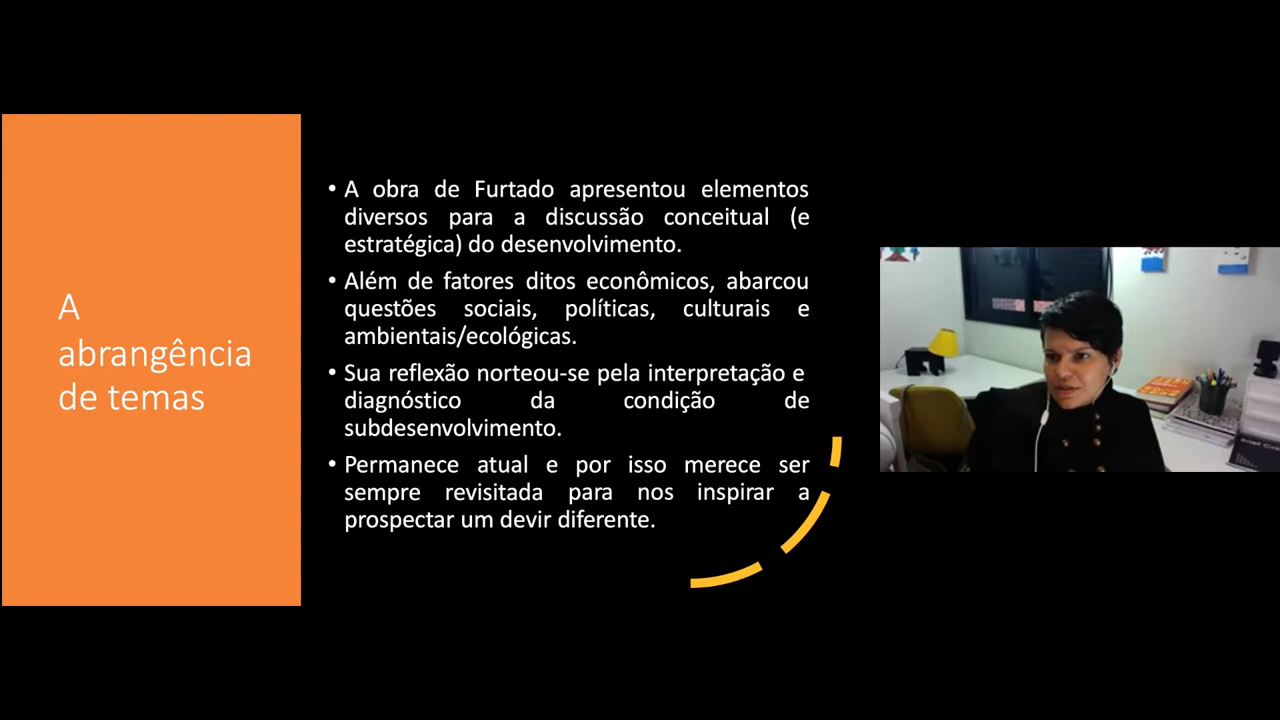 A
abrangência
de temas
• A obra de Furtado apresentou elementos
diversos para a discussão conceitual (e
estratégica) do desenvolvimento.
• Além de fatores ditos econômicos, abarcou
questões sociais, políticas, culturais e
ambientais/ecológicas.
• Sua reflexão norteou-se pela interpretação e
diagnóstico da condição de
subdesenvolvimento.
• Permanece atual e por isso merece ser
sempre revisitada para nos inspirar a
prospectar um devir diferente.